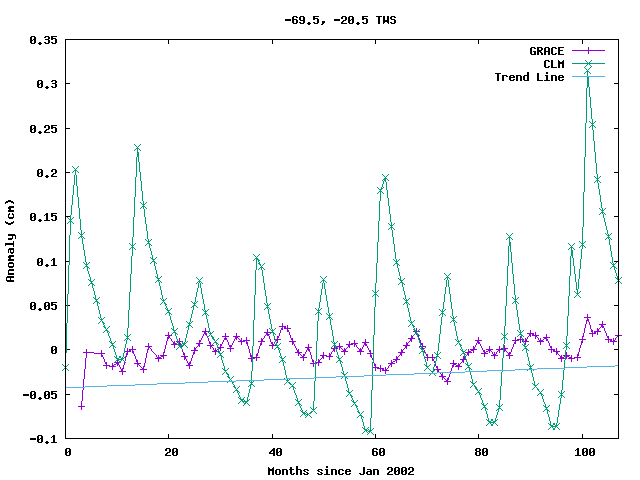 -69.5, -20.5 TWS
0.35
0.3
0.25
0.2
0.15
0.1
0.05
0
-0.05
-0.1
Anomaly (cm)
GRACE
CLM
Trend Line
0 20 40 60 80 100
Months since Jan 2002